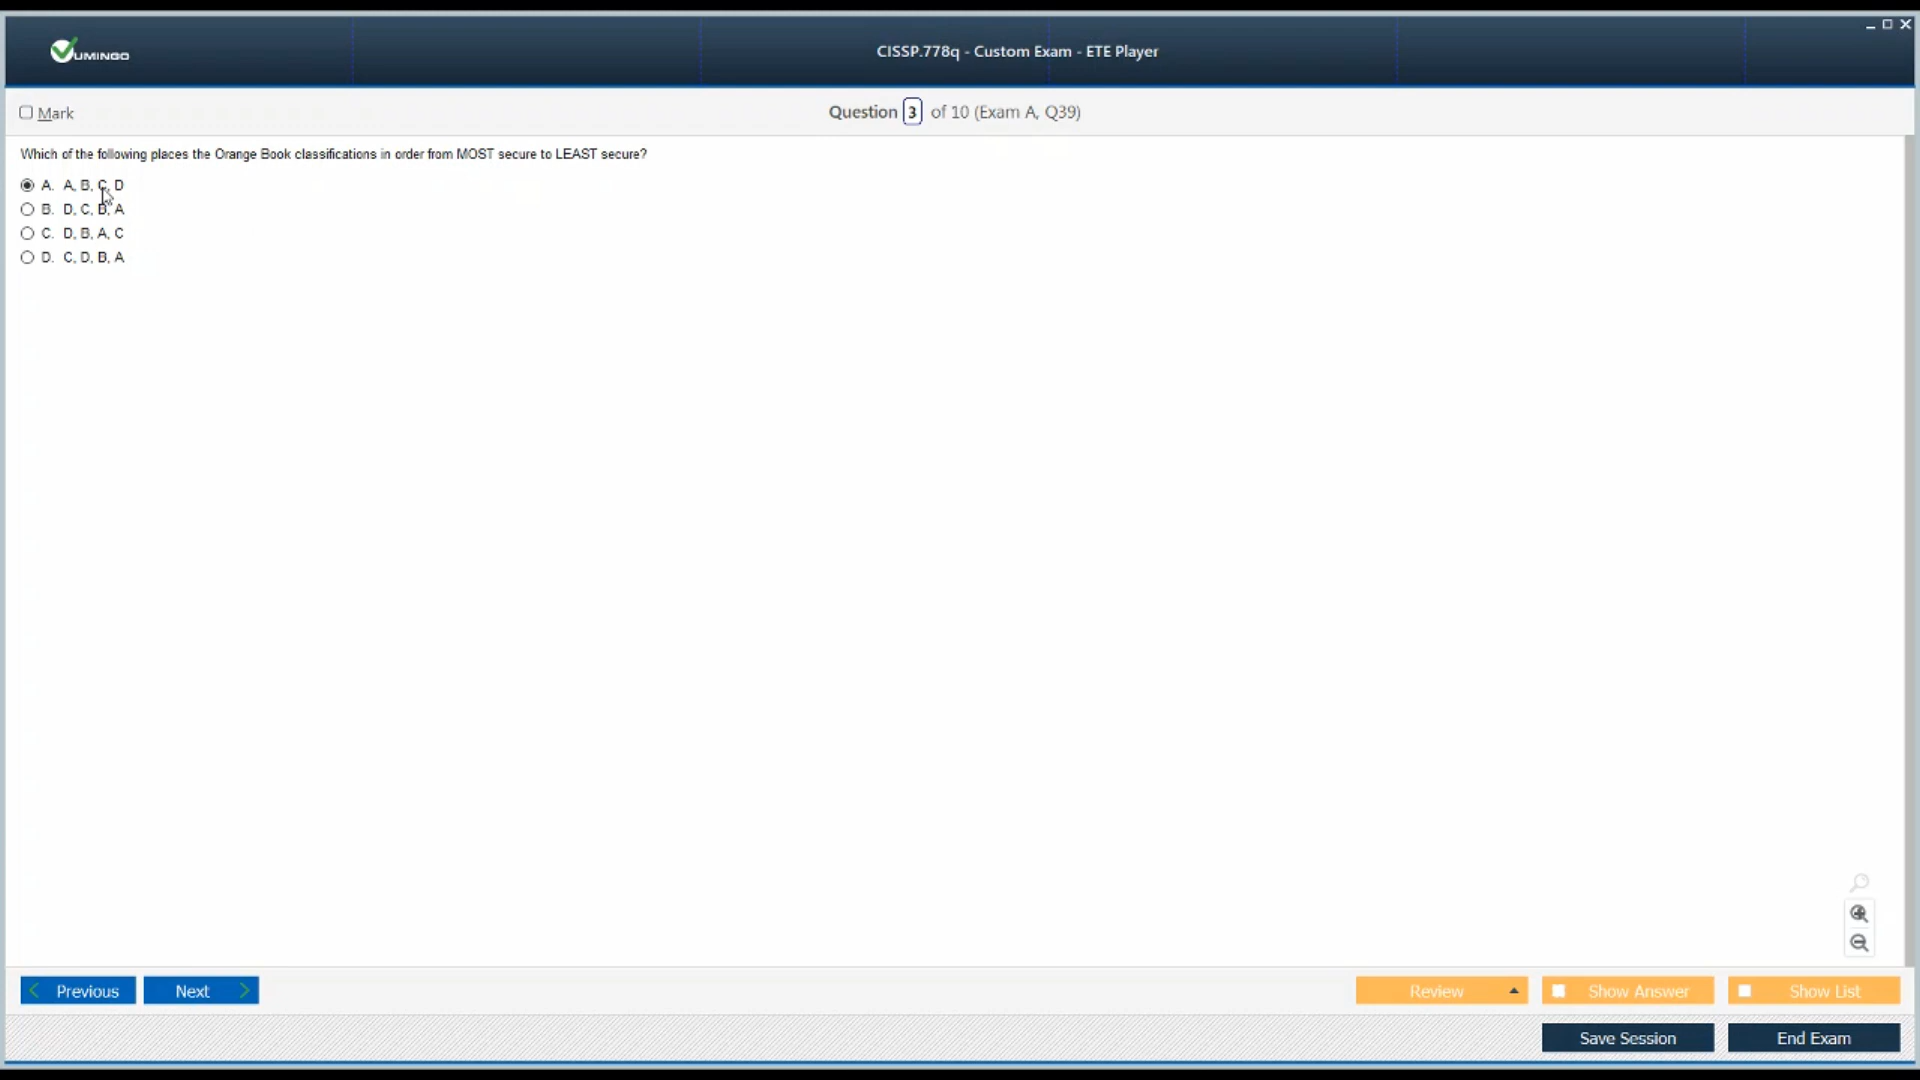 VUMINGO
CISSP.778q - Custom Exam - ETE Player
Mark
Question 3 of 10 (Exam A, Q39)
Which of the following places the Orange Book classifications in order from MOST secure to LEAST secure?
A. A, B, C, D
B. D, C, B, A
C. D, B, A, C
D. C, D, B, A
Previous
Next
Review
Show Answer
Show List
Save Session
End Exam